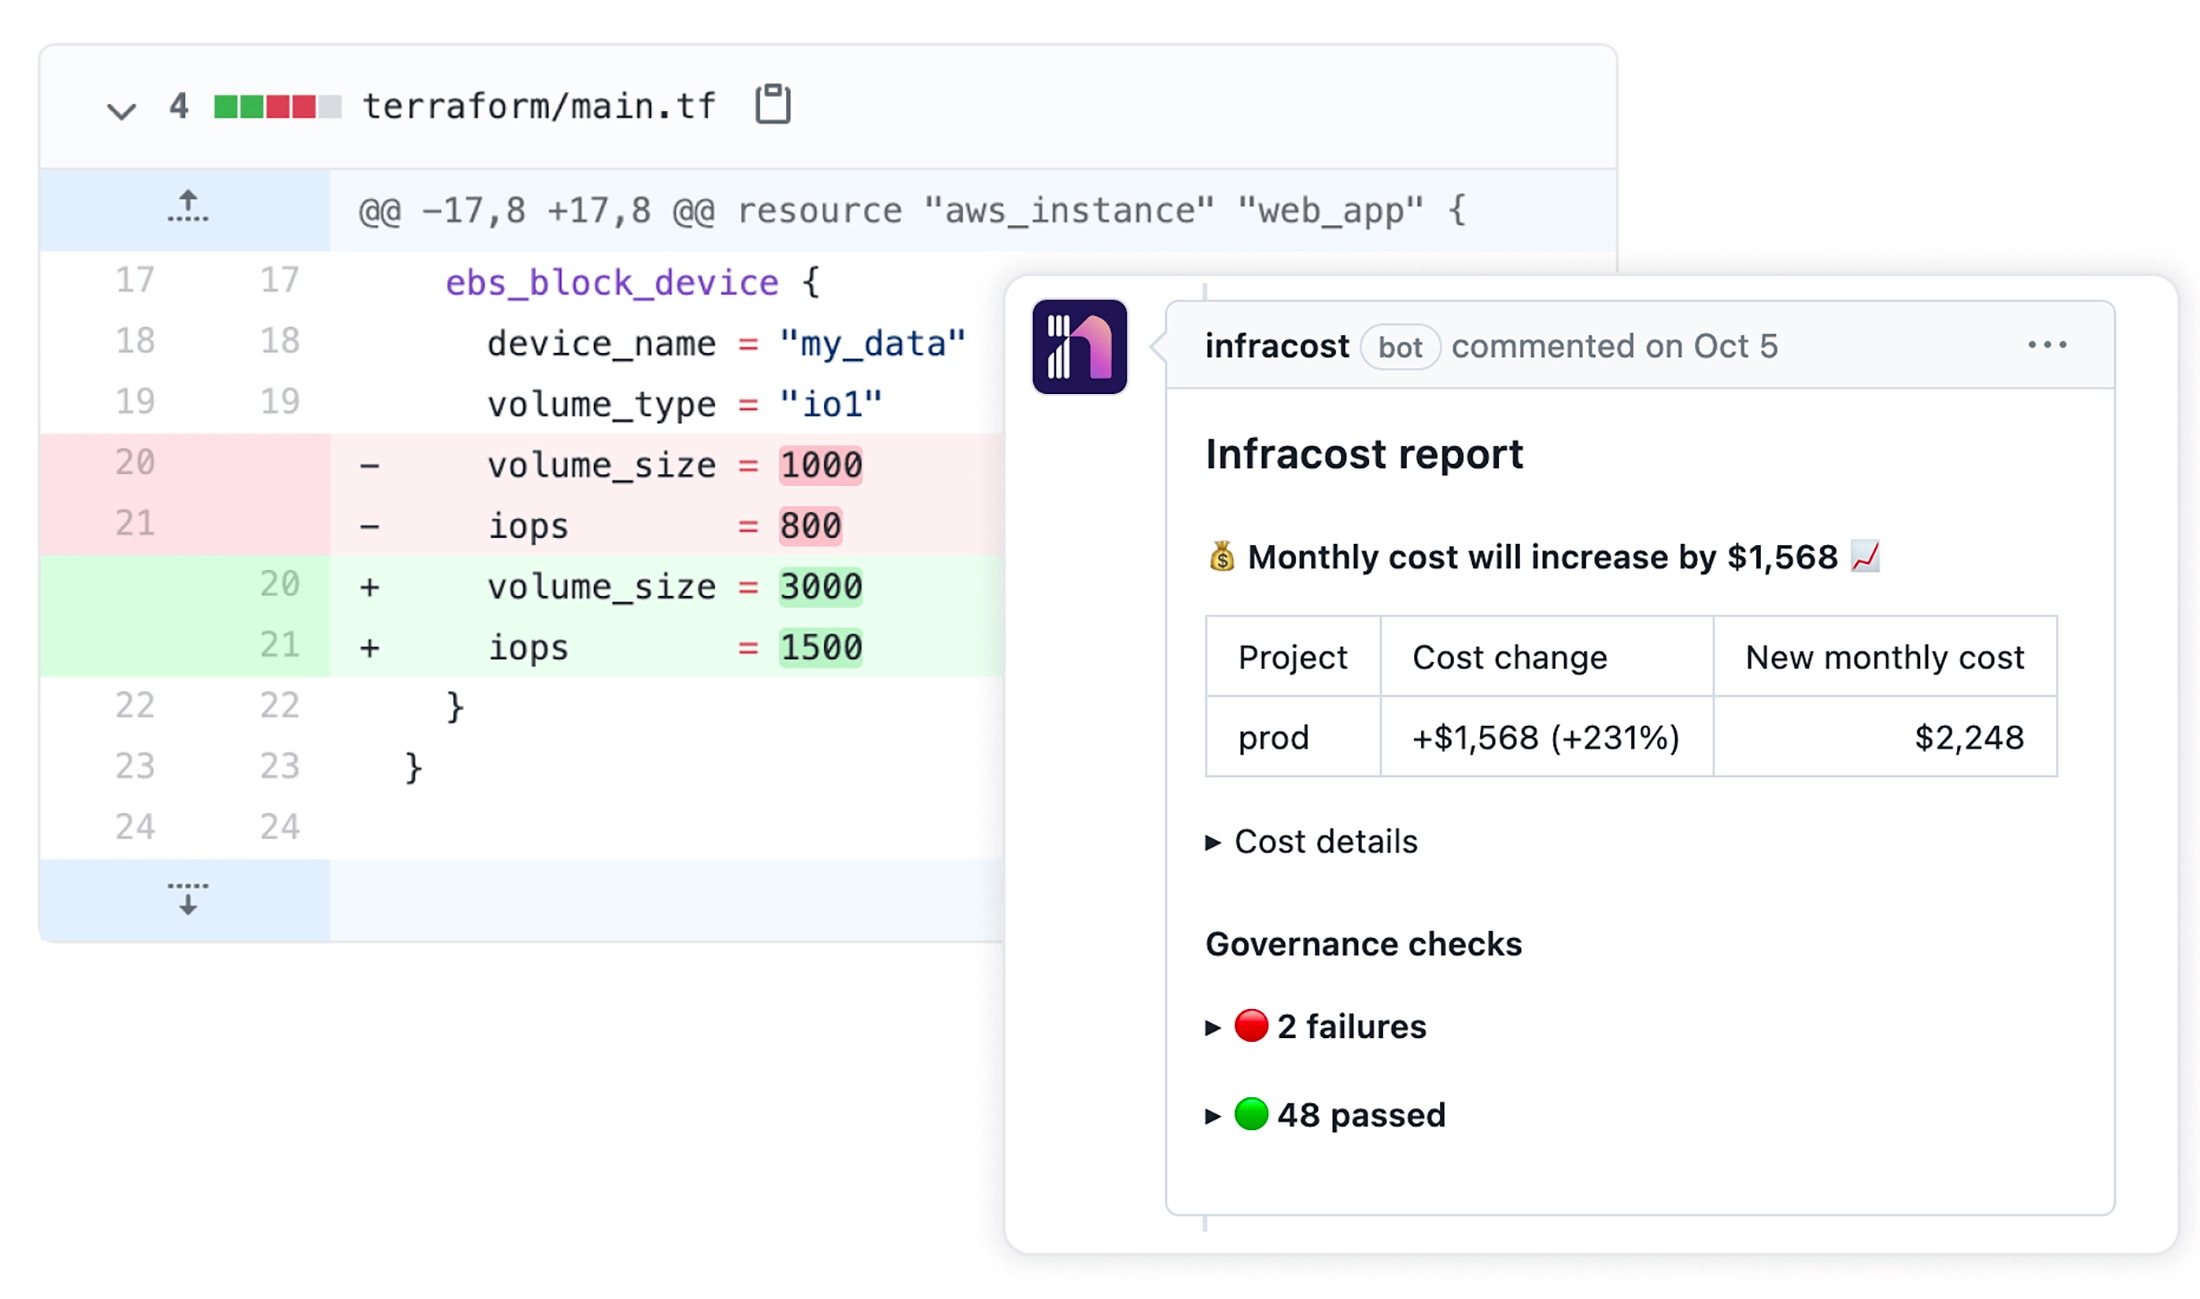 4 terraform/main.tf
@@ −17,8 +17,8 @@ resource "aws_instance" "web_app" {
17 17 ebs_block_device {
18 18 device_name = "my_data"
19 19 volume_type = "io1"
20 − volume_size = 1000
21 − iops = 800
20 + volume_size = 3000
21 + iops = 1500
22 22 }
23 23 }
24 24
infracost bot commented on Oct 5
Infracost report
💰 Monthly cost will increase by $1,568 📈
Project Cost change New monthly cost
prod +$1,568 (+231%) $2,248
▸ Cost details
Governance checks
▸ 🔴 2 failures
▸ 🟢 48 passed